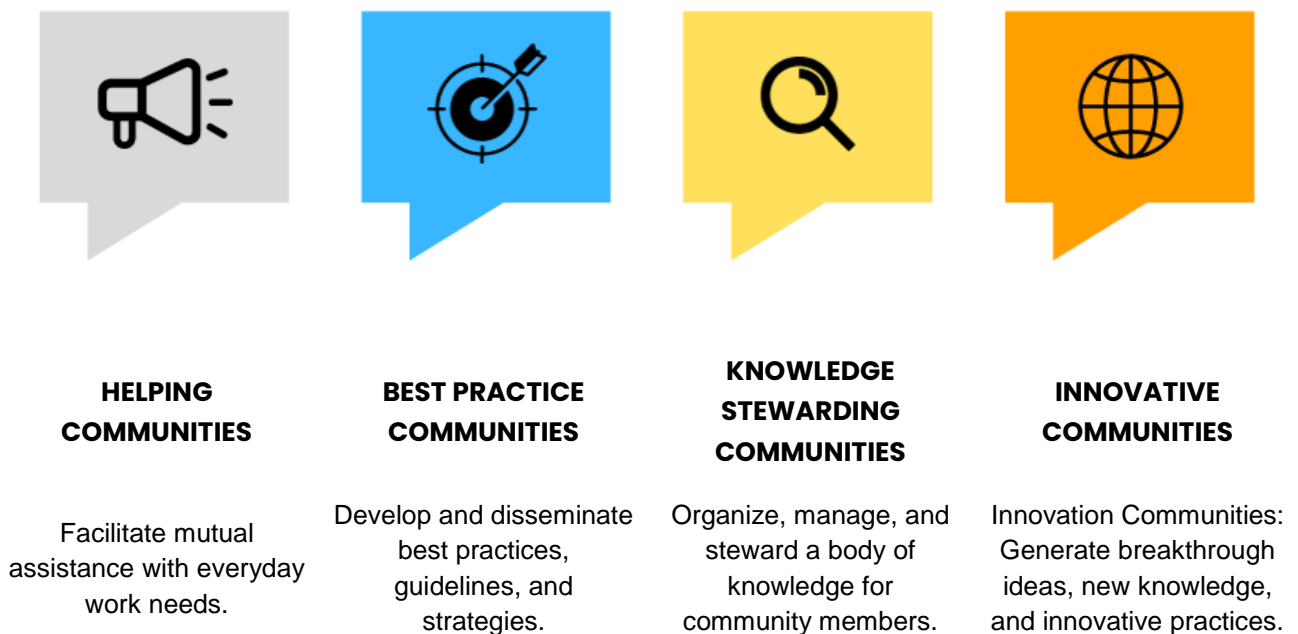 HELPING
COMMUNITIES
Facilitate mutual
assistance with everyday
work needs.
BEST PRACTICE
COMMUNITIES
Develop and disseminate
best practices,
guidelines, and
strategies.
KNOWLEDGE
STEWARDING
COMMUNITIES
Organize, manage, and
steward a body of
knowledge for
community members.
INNOVATIVE
COMMUNITIES
Innovation Communities:
Generate breakthrough
ideas, new knowledge,
and innovative practices.